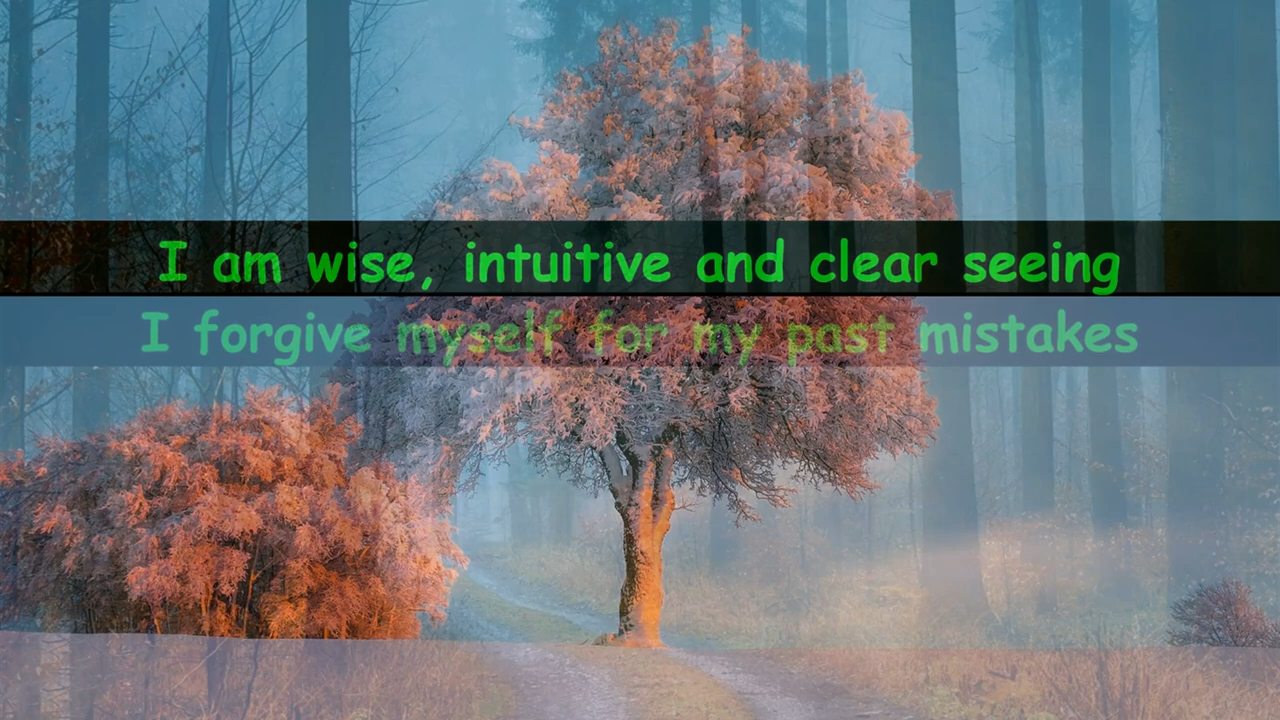 I am wise, intuitive and clear seeing
I forgive myself for my past mistakes